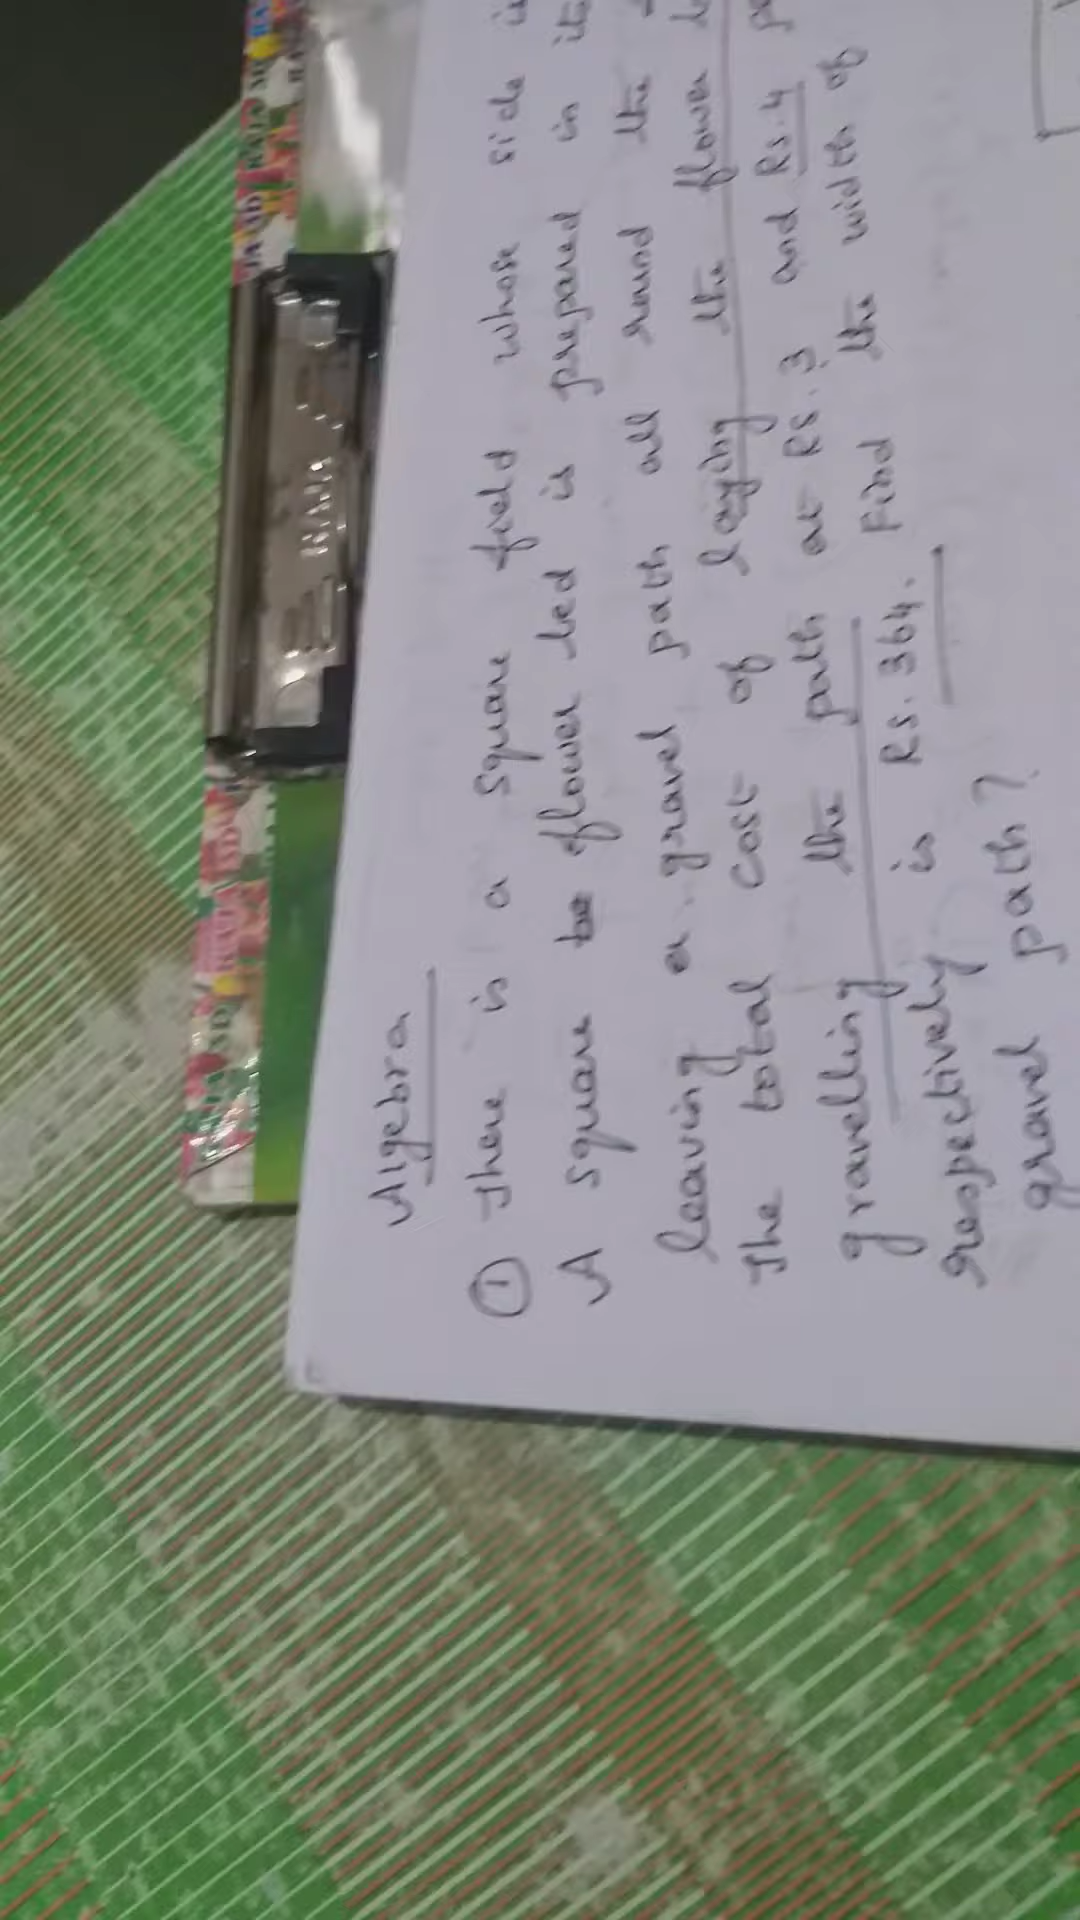 Algebra
① There is a square field whose side is
A square be flower bed is prepared in its
leaving a gravel path all round the
The total cost of laying the flower
gravelling the path at Rs.3 and Rs.4
respectively is Rs.364. Find the width of
gravel path?